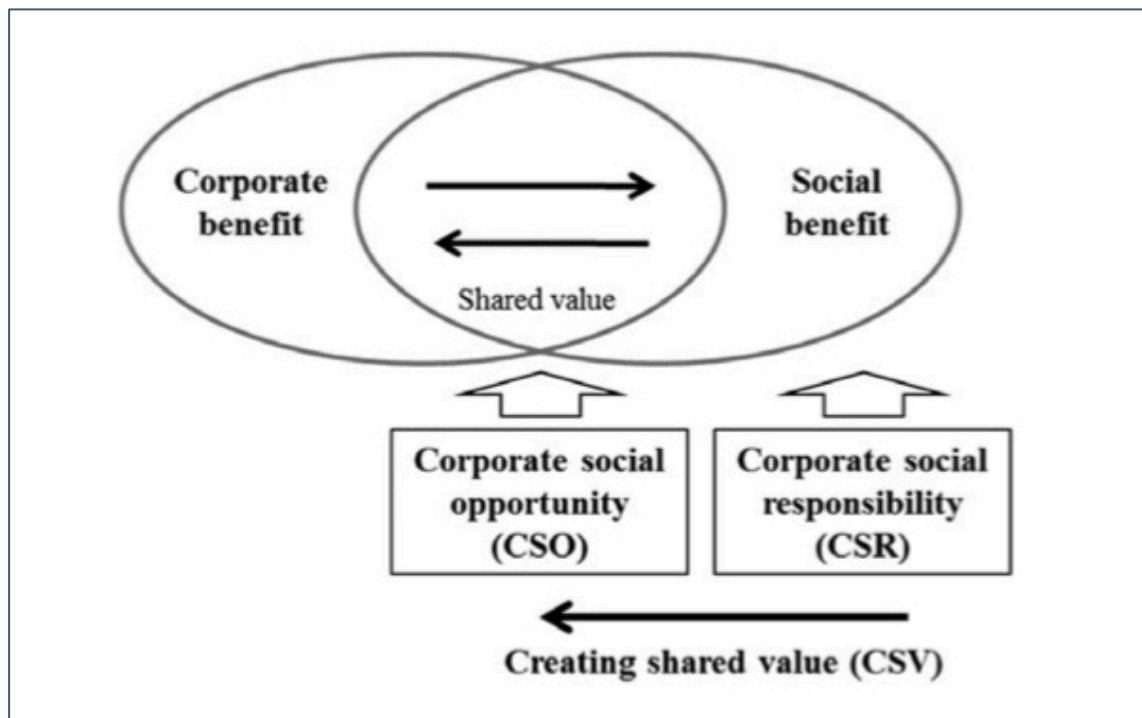 Corporate
benefit
Social
benefit
Shared value
Corporate social
opportunity
(CSO)
Corporate social
responsibility
(CSR)
Creating shared value (CSV)